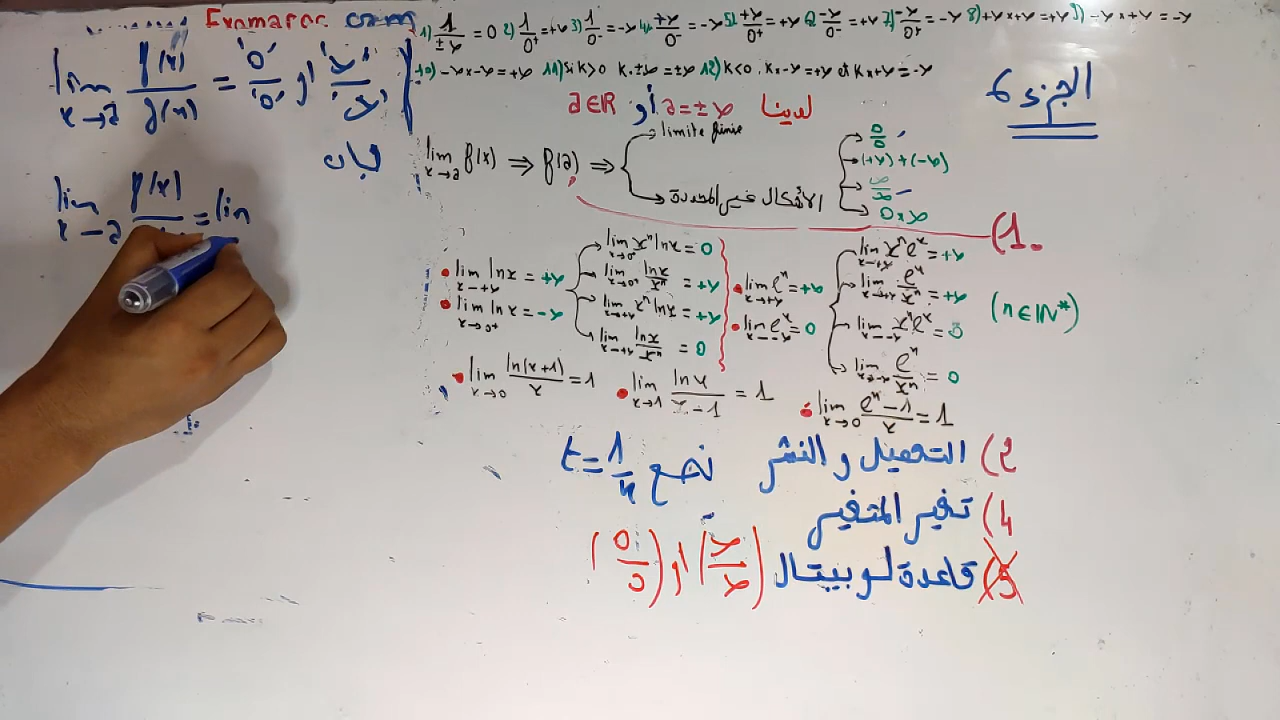 Exnmaroc com
1) 1/±∞ = 0 2) 1/0⁺ = +∞ 3) 1/0⁻ = -∞ 4) +∞/0⁻ = -∞ 5) +∞/0⁺ = +∞ 6) -∞/0⁻ = +∞ 7) -∞/0⁺ = -∞ 8) +∞ × +∞ = +∞ 9) -∞ × +∞ = -∞
10) -∞ × -∞ = +∞ 11) si k>0 k . ±∞ = ±∞ 12) k<0 . k × -∞ = +∞ et k × +∞ = -∞
الجزء 6
lim x→a f(x)/g(x) = '0'/'0' أو '∞'/'∞'
فإن
lim x→a f(x) = lim
لدينا a = ±∞ أو a∈ℝ
lim x→a f(x) ⇒ f(a) ⇒
limite finie
الأشكال غير المحددة
0/0
(+∞) + (-∞)
∞/∞
0×∞
(1.
lim x→+∞ ln x = +∞
lim x→0⁺ ln x = -∞
lim x→0⁺ xⁿ ln x = 0
lim x→0⁺ ln x/xⁿ = +∞
lim x→+∞ xⁿ ln x = +∞
lim x→+∞ ln x/xⁿ = 0
lim x→+∞ eˣ = +∞
lim x→-∞ eˣ = 0
lim x→+∞ xⁿ eˣ = +∞
lim x→+∞ eˣ/xⁿ = +∞
lim x→-∞ xⁿ eˣ = 0
lim x→-∞ eˣ/xⁿ = 0
(n∈ℕ*)
lim x→0 ln(x+1)/x = 1
lim x→1 ln x/(x-1) = 1
lim x→0 (eˣ-1)/x = 1
2) التعميل و النشر
نضع t = 1/x
4) تغيير المتغير
قاعدة لوبيتال (∞/∞) أو (0/0)